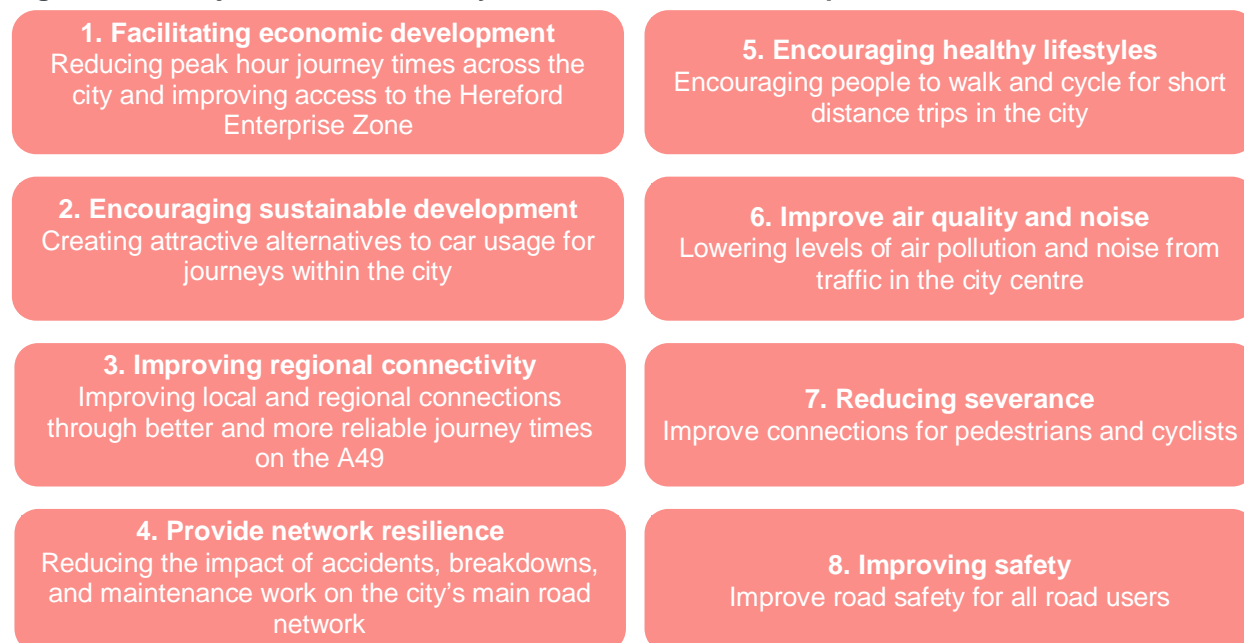 1. Facilitating economic development
Reducing peak hour journey times across the
city and improving access to the Hereford
Enterprise Zone
2. Encouraging sustainable development
Creating attractive alternatives to car usage for
journeys within the city
3. Improving regional connectivity
Improving local and regional connections
through better and more reliable journey times
on the A49
4. Provide network resilience
Reducing the impact of accidents, breakdowns,
and maintenance work on the city’s main road
network
5. Encouraging healthy lifestyles
Encouraging people to walk and cycle for short
distance trips in the city
6. Improve air quality and noise
Lowering levels of air pollution and noise from
traffic in the city centre
7. Reducing severance
Improve connections for pedestrians and cyclists
8. Improving safety
Improve road safety for all road users